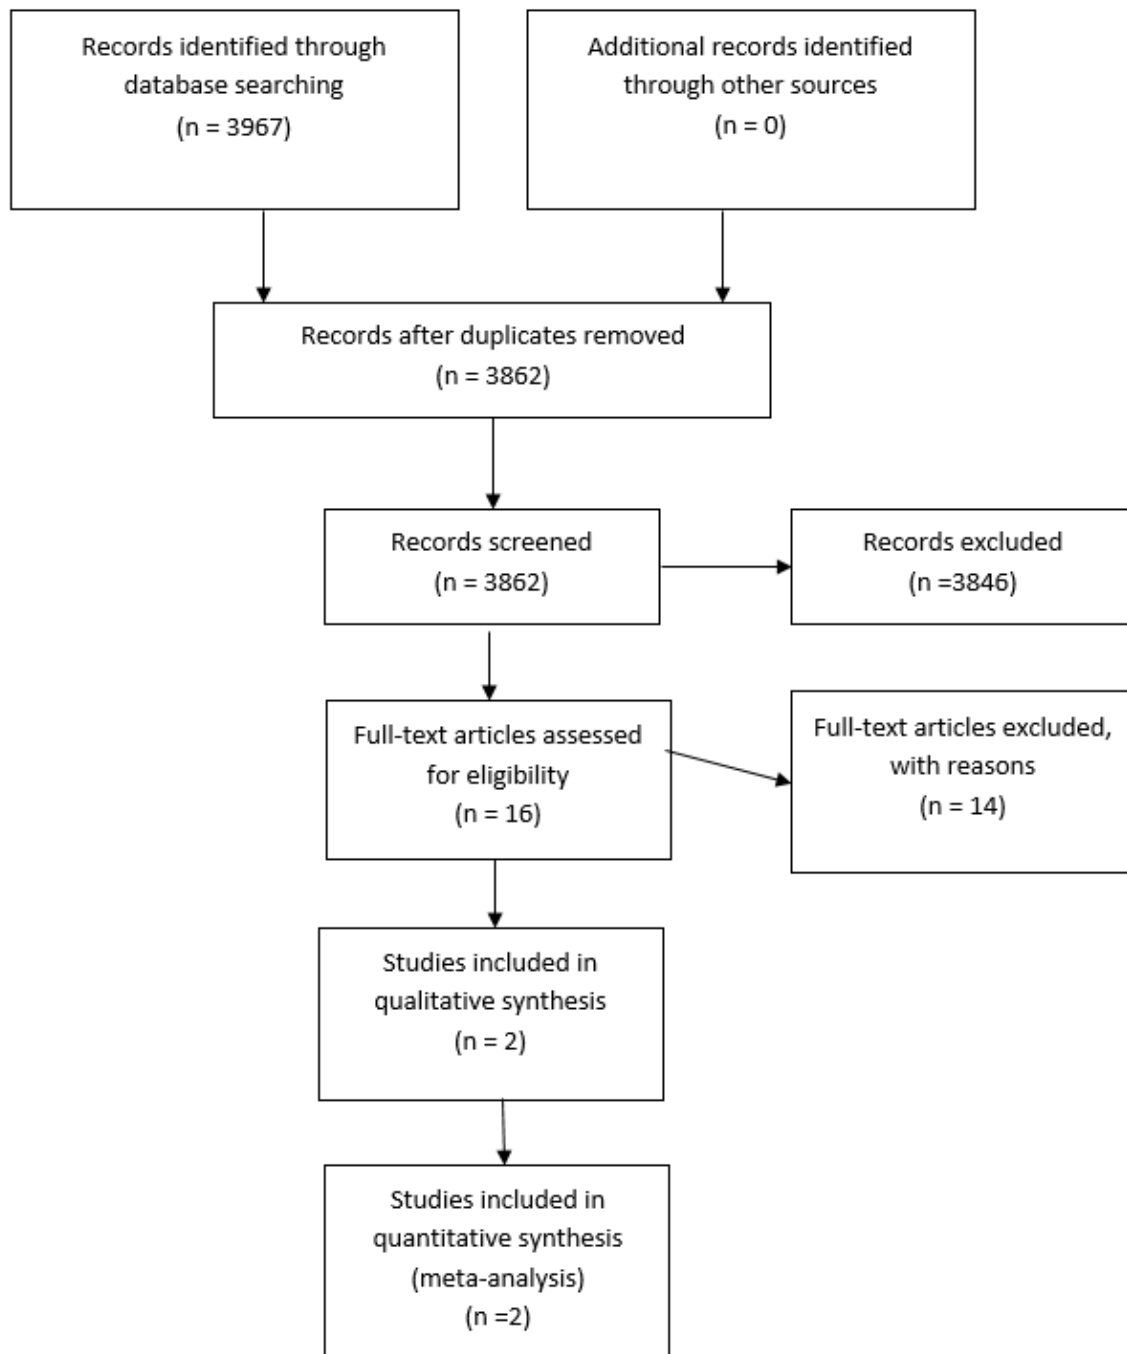 Records identified through
database searching
(n = 3967)
Additional records identified
through other sources
(n = 0)
Records after duplicates removed
(n = 3862)
Records screened
(n = 3862)
Records excluded
(n =3846)
Full-text articles assessed
for eligibility
(n = 16)
Full-text articles excluded,
with reasons
(n = 14)
Studies included in
qualitative synthesis
(n = 2)
Studies included in
quantitative synthesis
(meta-analysis)
(n =2)